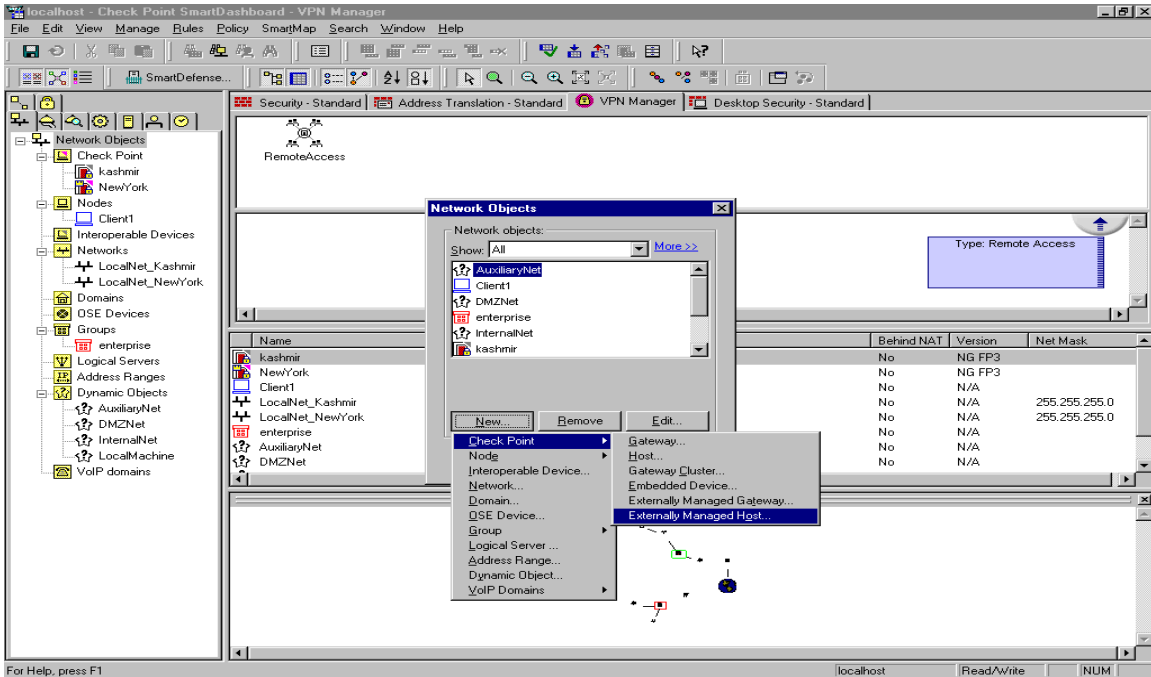 localhost - Check Point SmartDashboard - VPN Manager
File Edit View Manage Rules Policy SmartMap Search Window Help
SmartDefense...
Security - Standard Address Translation - Standard VPN Manager Desktop Security - Standard
Network Objects
Check Point
kashmir
NewYork
Nodes
Client1
Interoperable Devices
Networks
LocalNet_Kashmir
LocalNet_NewYork
Domains
OSE Devices
Groups
enterprise
Logical Servers
Address Ranges
Dynamic Objects
AuxiliaryNet
DMZNet
InternalNet
LocalMachine
VoIP domains
RemoteAccess
Type: Remote Access
Network Objects
Network objects:
Show: All More >>
AuxiliaryNet
Client1
DMZNet
enterprise
InternalNet
kashmir
New... Remove Edit...
Check Point
Node
Interoperable Device...
Network...
Domain...
OSE Device...
Group
Logical Server ...
Address Range...
Dynamic Object...
VoIP Domains
Gateway...
Host...
Gateway Cluster...
Embedded Device...
Externally Managed Gateway...
Externally Managed Host...
Name Behind NAT Version Net Mask
kashmir No NG FP3
NewYork No NG FP3
Client1 No N/A
LocalNet_Kashmir No N/A 255.255.255.0
LocalNet_NewYork No N/A 255.255.255.0
enterprise No N/A
AuxiliaryNet No N/A
DMZNet No N/A
For Help, press F1 localhost Read/Write NUM